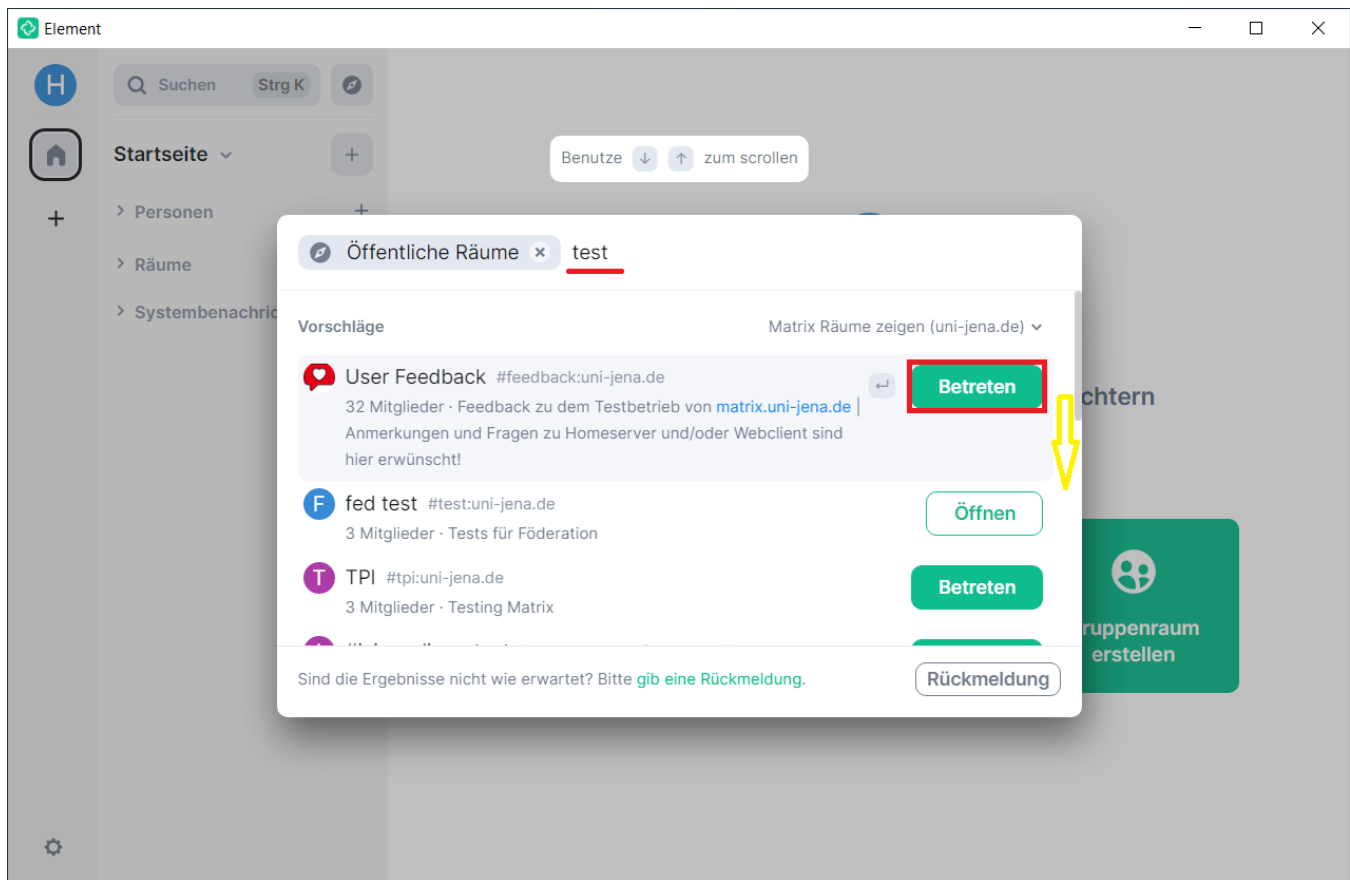 Element
H
Suchen Strg K
Startseite
Benutze ↓ ↑ zum scrollen
Personen
Räume
Öffentliche Räume test
Vorschläge
Matrix Räume zeigen (uni-jena.de)
User Feedback #feedback:uni-jena.de
32 Mitglieder · Feedback zu dem Testbetrieb von matrix.uni-jena.de |
Anmerkungen und Fragen zu Homeserver und/oder Webclient sind
hier erwünscht!
Betreten
F
fed test #test:uni-jena.de
3 Mitglieder · Tests für Föderation
Öffnen
T
TPI #tpi:uni-jena.de
3 Mitglieder · Testing Matrix
Betreten
Sind die Ergebnisse nicht wie erwartet? Bitte gib eine Rückmeldung.
Rückmeldung
Systembenachric
chtern
ruppenraum
erstellen